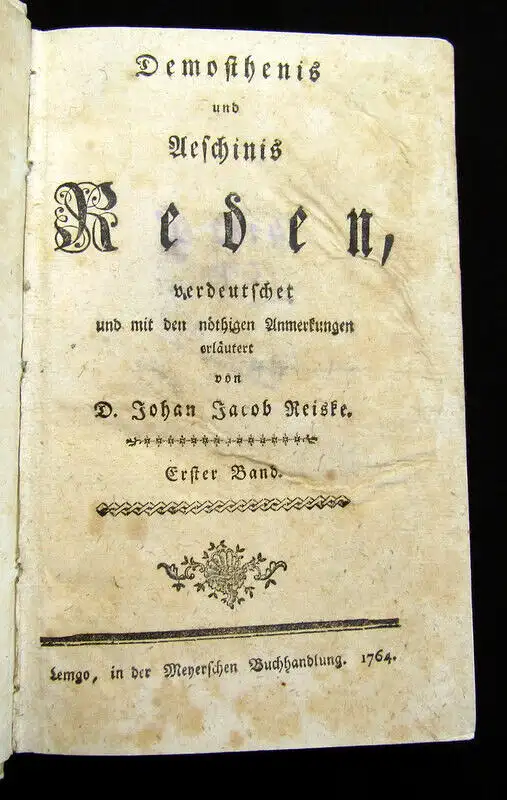 Demosthenis
und
Aeschinis
Reden,
verdeutschet
und mit den nöthigen Anmerkungen
erläutert
von
D. Johan Jacob Reiske.
Erster Band.
Lemgo, in der Meyerschen Buchhandlung. 1764.